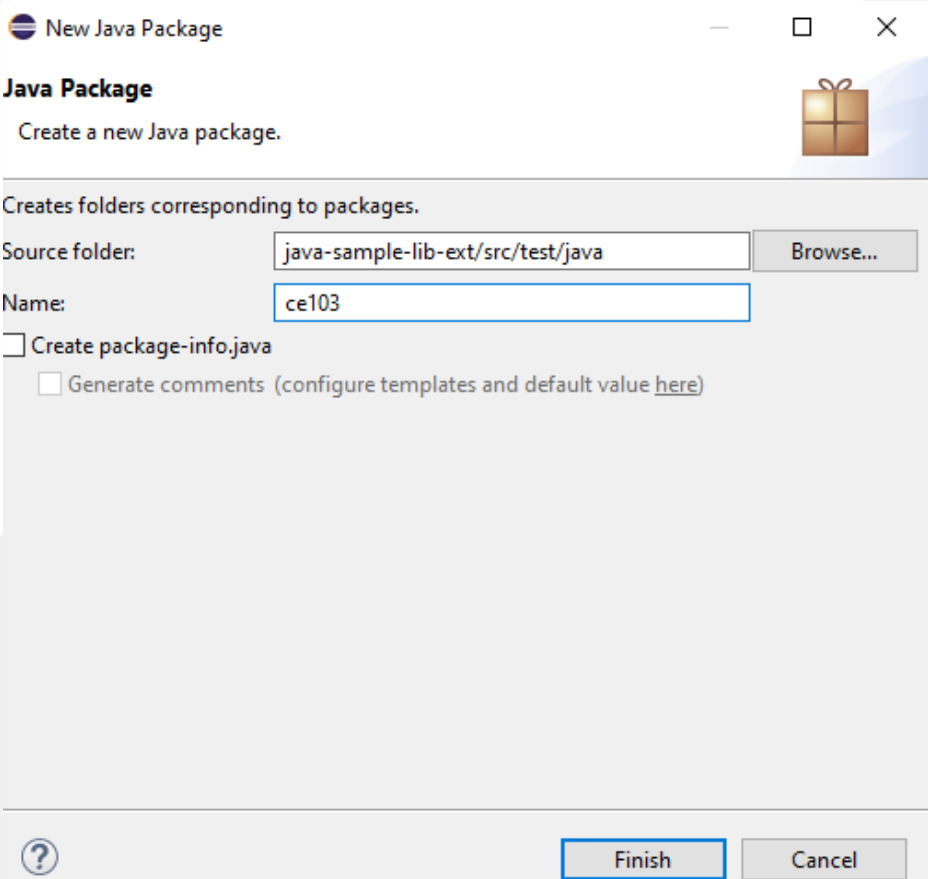 New Java Package
Java Package
Create a new Java package.
Creates folders corresponding to packages.
Source folder: java-sample-lib-ext/src/test/java Browse...
Name: ce103
Create package-info.java
Generate comments (configure templates and default value here)
? Finish Cancel